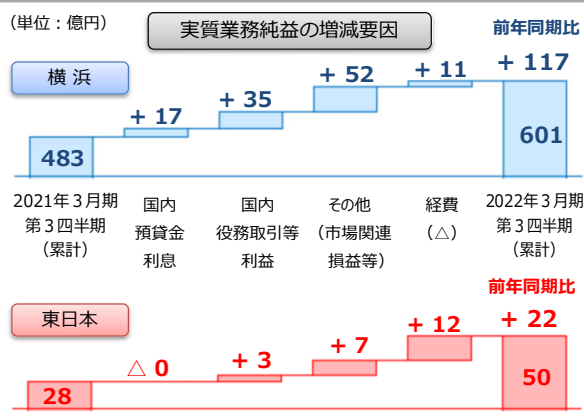 (単位：億円)
実質業務純益の増減要因
前年同期比
横 浜
+ 17
+ 35
+ 52
+ 11
+ 117
483
601
2021年３月期
第３四半期
(累計)
国内
預貸金
利息
国内
役務取引等
利益
その他
(市場関連
損益等)
経費
(△)
2022年３月期
第３四半期
(累計)
前年同期比
東日本
△ 0
+ 3
+ 7
+ 12
+ 22
28
50